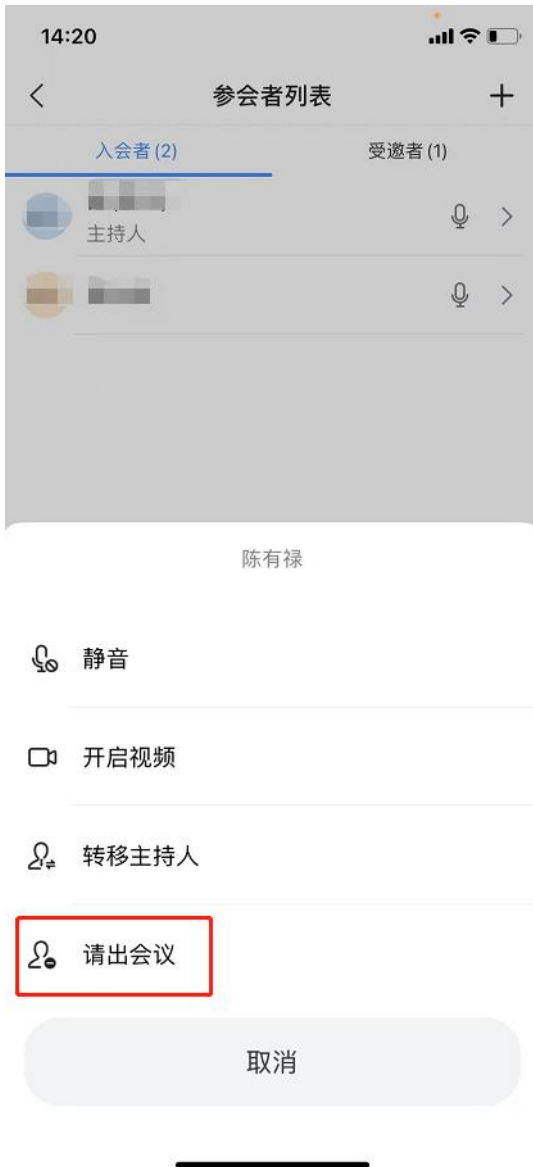 14:20
参会者列表
入会者(2)
受邀者(1)
主持人
陈有禄
静音
开启视频
转移主持人
请出会议
取消